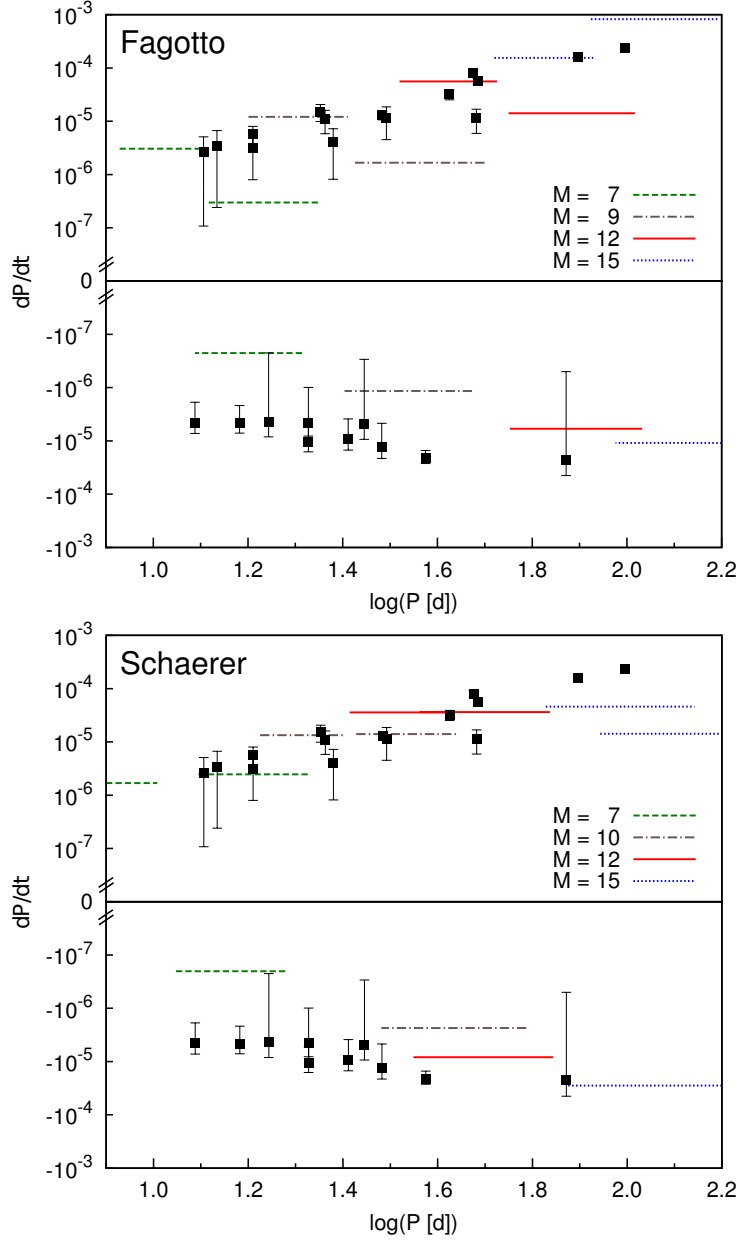 Fagotto
10^-3
10^-4
10^-5
10^-6
10^-7
0
-10^-7
-10^-6
-10^-5
-10^-4
-10^-3
dP/dt
M = 7
M = 9
M = 12
M = 15
1.0 1.2 1.4 1.6 1.8 2.0 2.2
log(P [d])
Schaerer
10^-3
10^-4
10^-5
10^-6
10^-7
0
-10^-7
-10^-6
-10^-5
-10^-4
-10^-3
dP/dt
M = 7
M = 10
M = 12
M = 15
1.0 1.2 1.4 1.6 1.8 2.0 2.2
log(P [d])